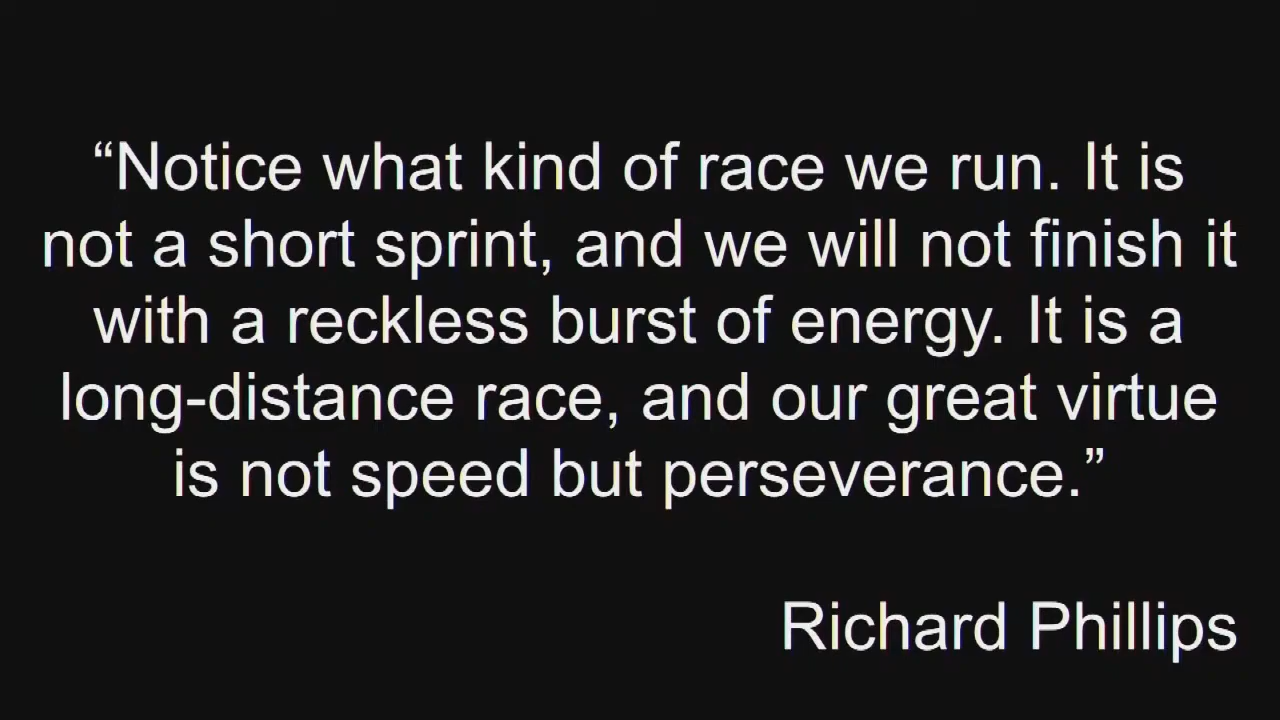 “Notice what kind of race we run. It is
not a short sprint, and we will not finish it
with a reckless burst of energy. It is a
long-distance race, and our great virtue
is not speed but perseverance.”
Richard Phillips